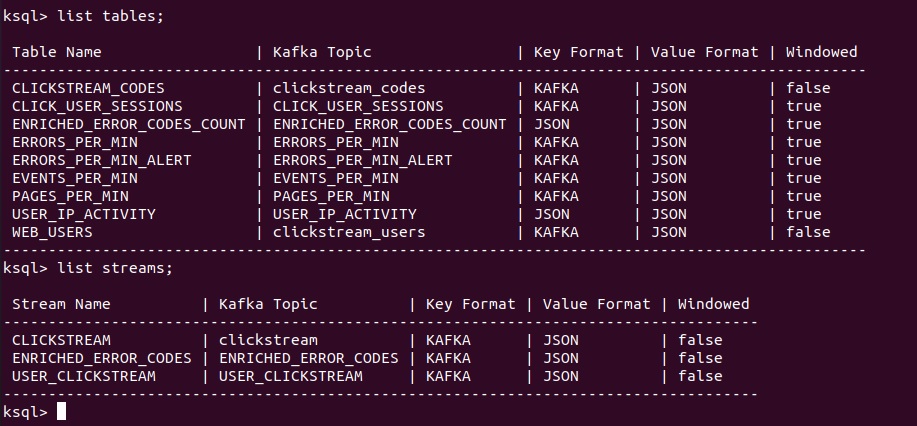 ksql> list tables;
Table Name | Kafka Topic | Key Format | Value Format | Windowed
--------------------------------------------------------------------------------------------
CLICKSTREAM_CODES | clickstream_codes | KAFKA | JSON | false
CLICK_USER_SESSIONS | CLICK_USER_SESSIONS | KAFKA | JSON | true
ENRICHED_ERROR_CODES_COUNT | ENRICHED_ERROR_CODES_COUNT | JSON | JSON | true
ERRORS_PER_MIN | ERRORS_PER_MIN | KAFKA | JSON | true
ERRORS_PER_MIN_ALERT | ERRORS_PER_MIN_ALERT | KAFKA | JSON | true
EVENTS_PER_MIN | EVENTS_PER_MIN | KAFKA | JSON | true
PAGES_PER_MIN | PAGES_PER_MIN | KAFKA | JSON | true
USER_IP_ACTIVITY | USER_IP_ACTIVITY | JSON | JSON | true
WEB_USERS | clickstream_users | KAFKA | JSON | false
--------------------------------------------------------------------------------------------
ksql> list streams;
Stream Name | Kafka Topic | Key Format | Value Format | Windowed
------------------------------------------------------------------------------------
CLICKSTREAM | clickstream | KAFKA | JSON | false
ENRICHED_ERROR_CODES | ENRICHED_ERROR_CODES | KAFKA | JSON | false
USER_CLICKSTREAM | USER_CLICKSTREAM | KAFKA | JSON | false
------------------------------------------------------------------------------------
ksql>